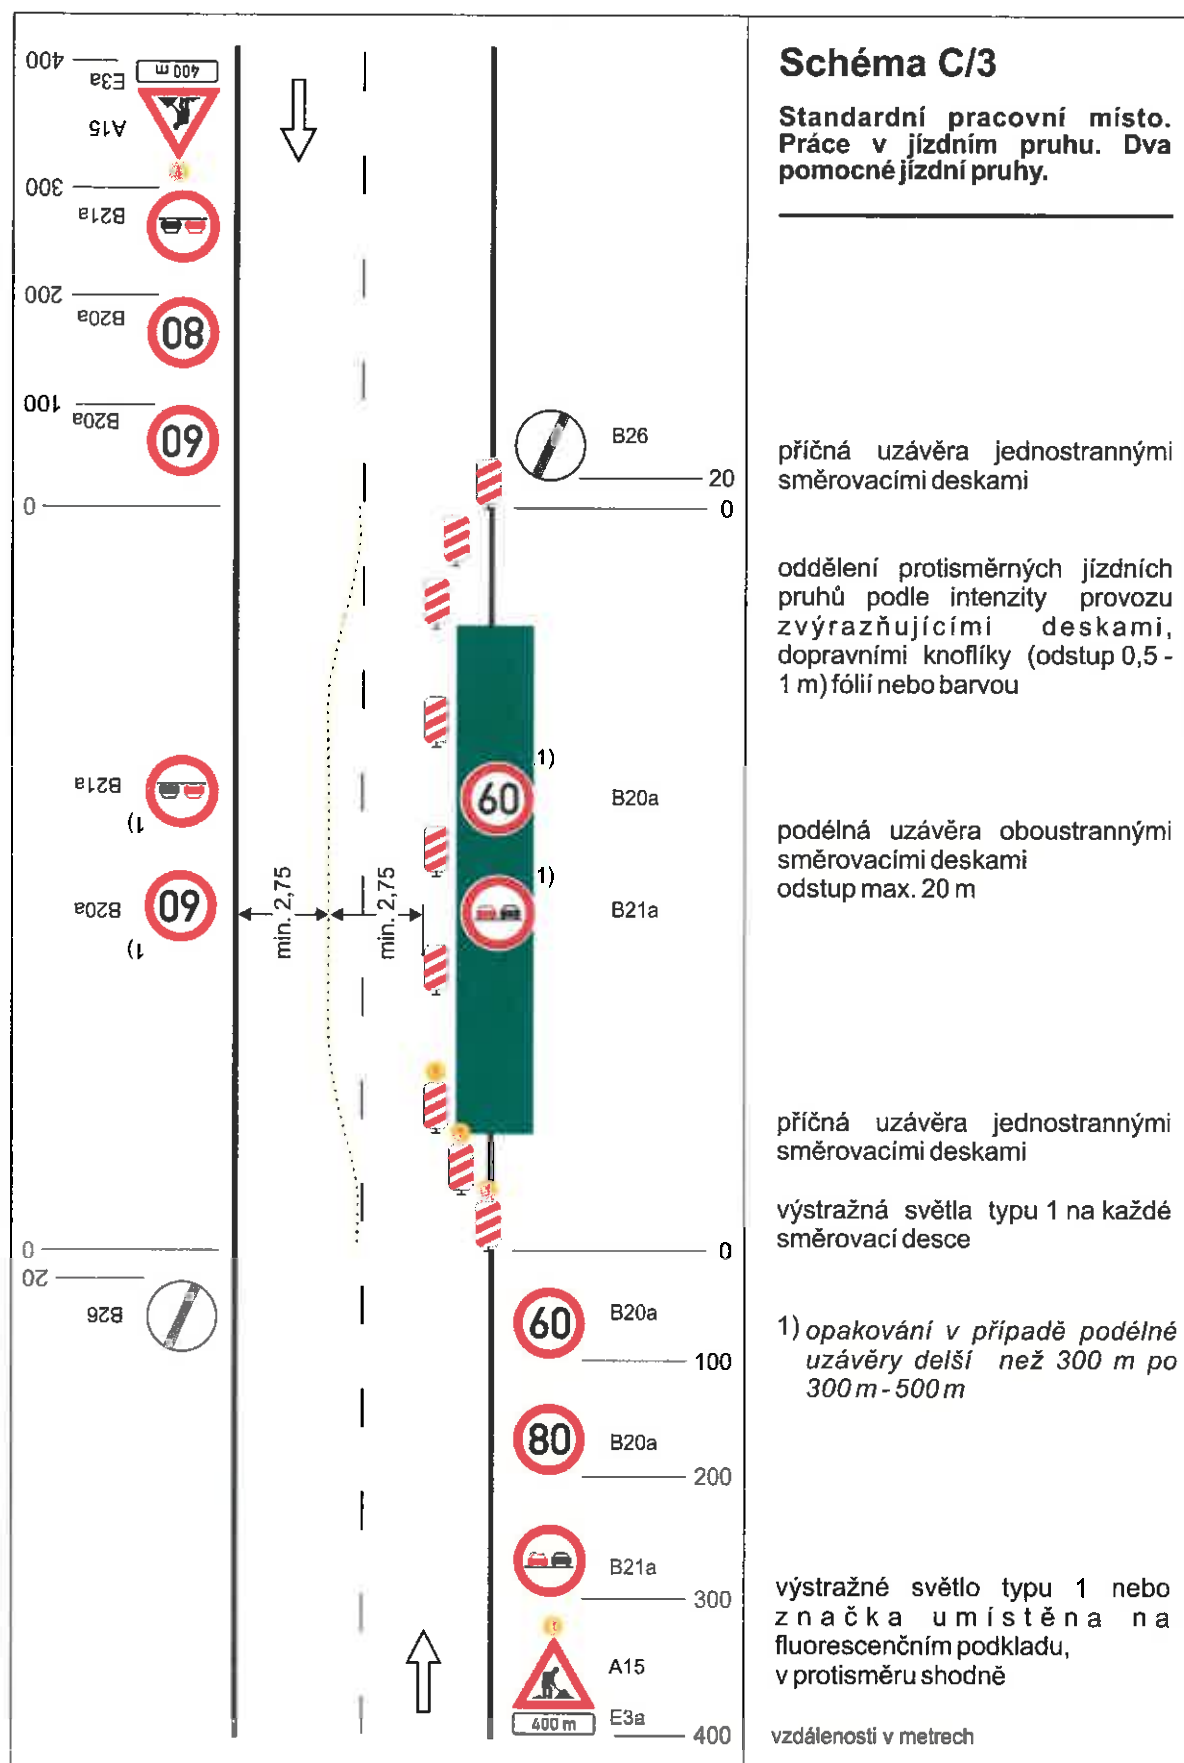 Schéma C/3
Standardní pracovní místo.
Práce v jízdním pruhu. Dva
pomocné jízdní pruhy.
400
E3a
400 m
A15
300
B21a
200
B20a
80
100
B20a
60
0
B26
20
0
příčná uzávěra jednostrannými
směrovacími deskami
oddělení protisměrných jízdních
pruhů podle intenzity provozu
zvýrazňujícími deskami,
dopravními knoflíky (odstup 0,5 -
1 m) fólií nebo barvou
B21a
1)
B20a
60
1)
min. 2,75
min. 2,75
1)
60
B20a
1)
B21a
podélná uzávěra oboustrannými
směrovacími deskami
odstup max. 20 m
příčná uzávěra jednostrannými
směrovacími deskami
výstražná světla typu 1 na každé
směrovací desce
0
20
B26
0
60
B20a
100
80
B20a
200
B21a
300
A15
400 m
E3a
400
1) opakování v případě podélné
uzávěry delší než 300 m po
300 m - 500 m
výstražné světlo typu 1 nebo
značka umístěna na
fluorescenčním podkladu,
v protisměru shodně
vzdálenosti v metrech